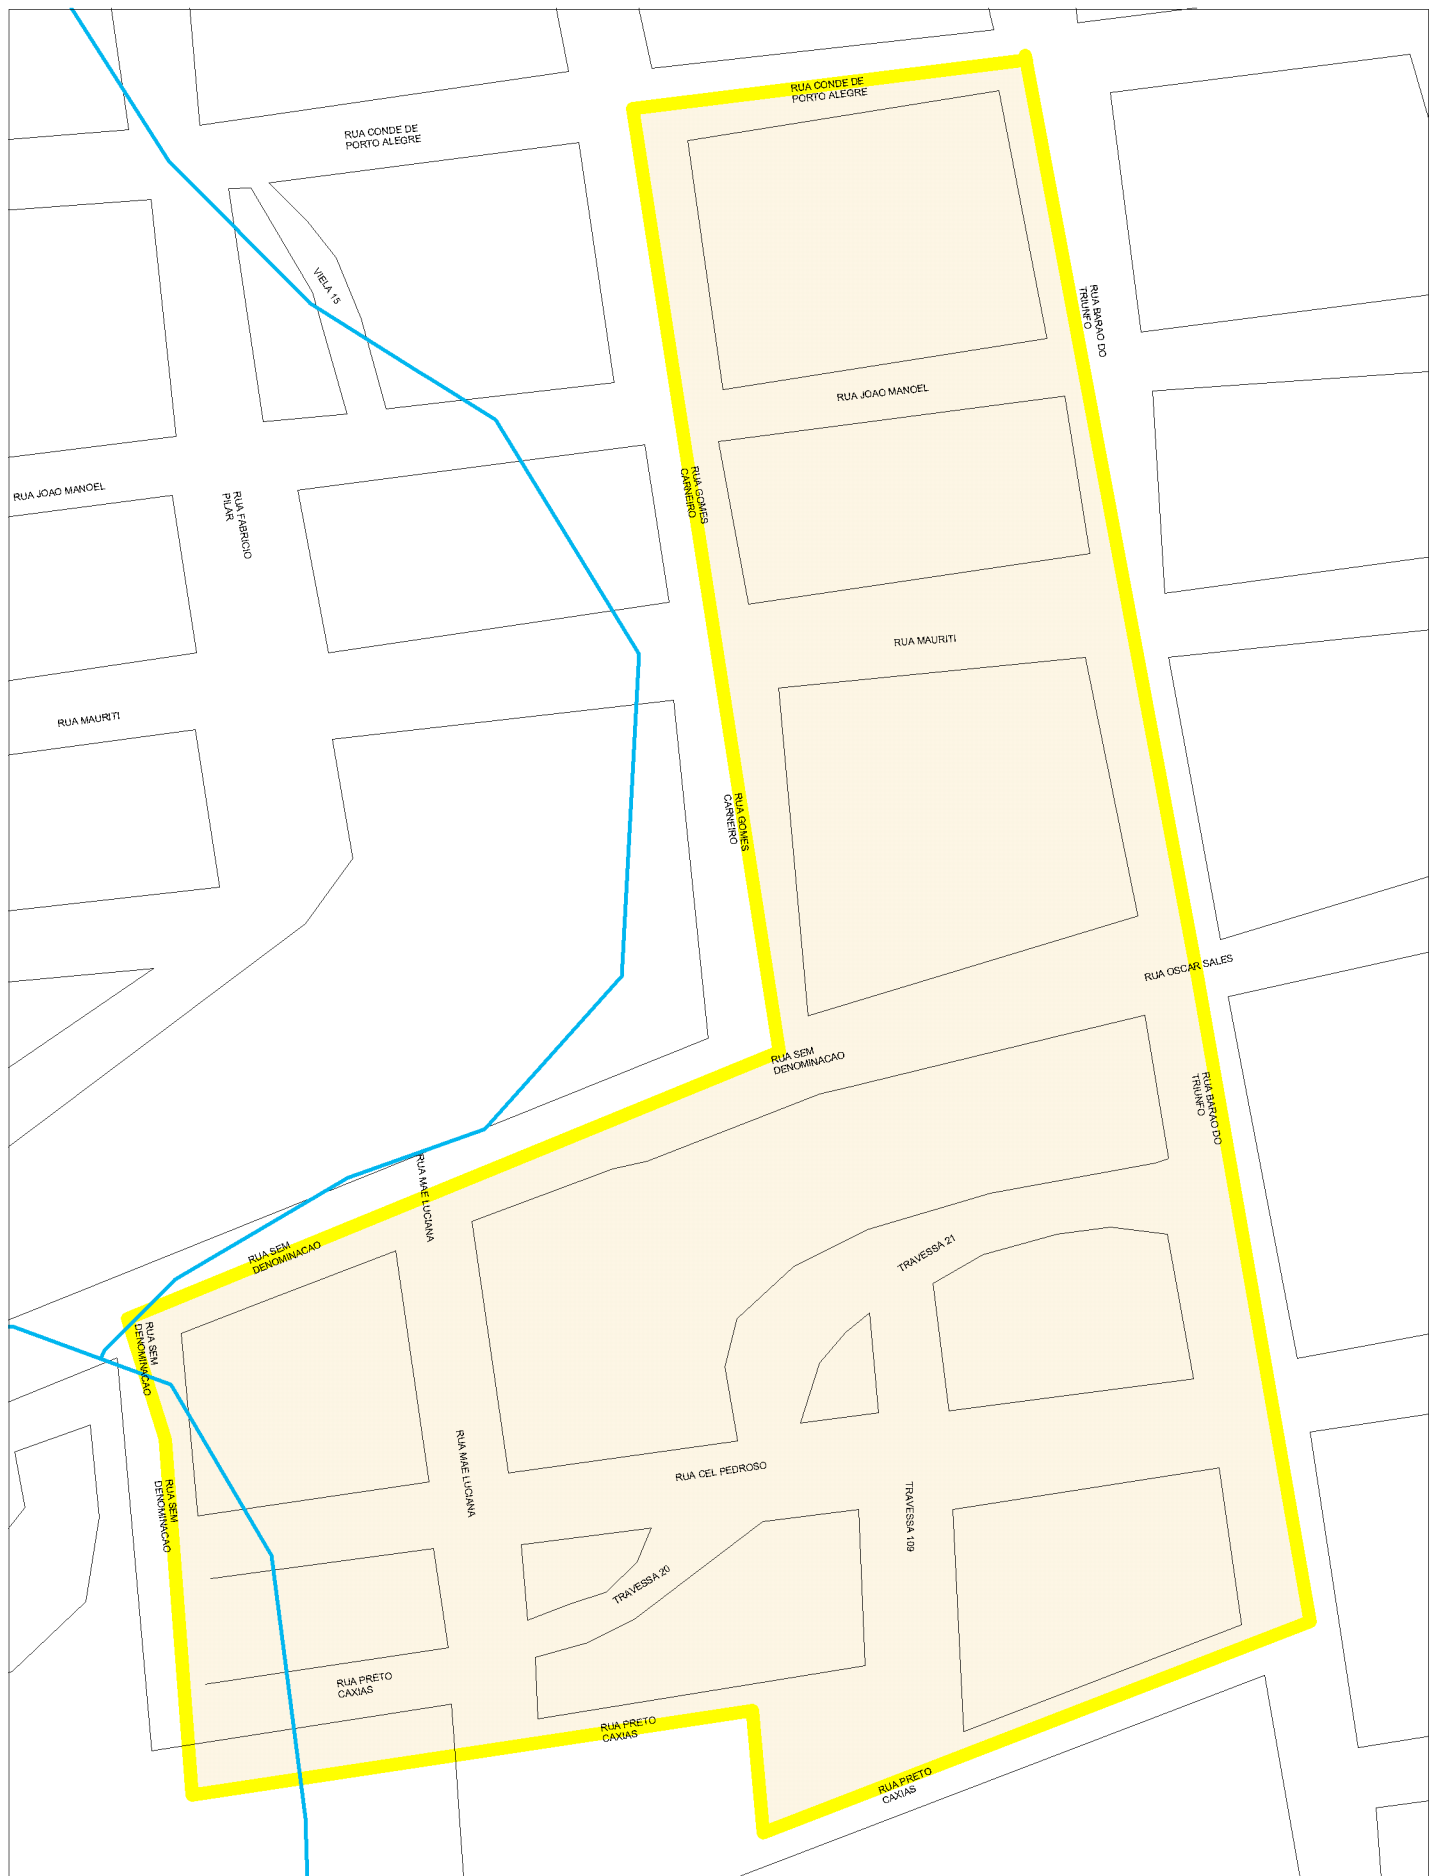 RUA CONDE DE
PORTO ALEGRE
RUA CONDE DE
PORTO ALEGRE
VIELA 15
RUA BARAO DO
TRIUNFO
RUA JOAO MANOEL
RUA JOAO MANOEL
RUA GOMES
CARNEIRO
RUA FABRICIO
PILAR
RUA MAURITI
RUA MAURITI
RUA GOMES
CARNEIRO
RUA OSCAR SALES
RUA SEM
DENOMINACAO
RUA BARAO DO
TRIUNFO
RUA MAE LUCIANA
RUA SEM
DENOMINACAO
TRAVESSA 21
RUA SEM
DENOMINACAO
RUA MAE LUCIANA
RUA CEL PEDROSO
RUA SEM
DENOMINACAO
TRAVESSA 109
TRAVESSA 20
RUA PRETO
CAXIAS
RUA PRETO
CAXIAS
RUA PRETO
CAXIAS